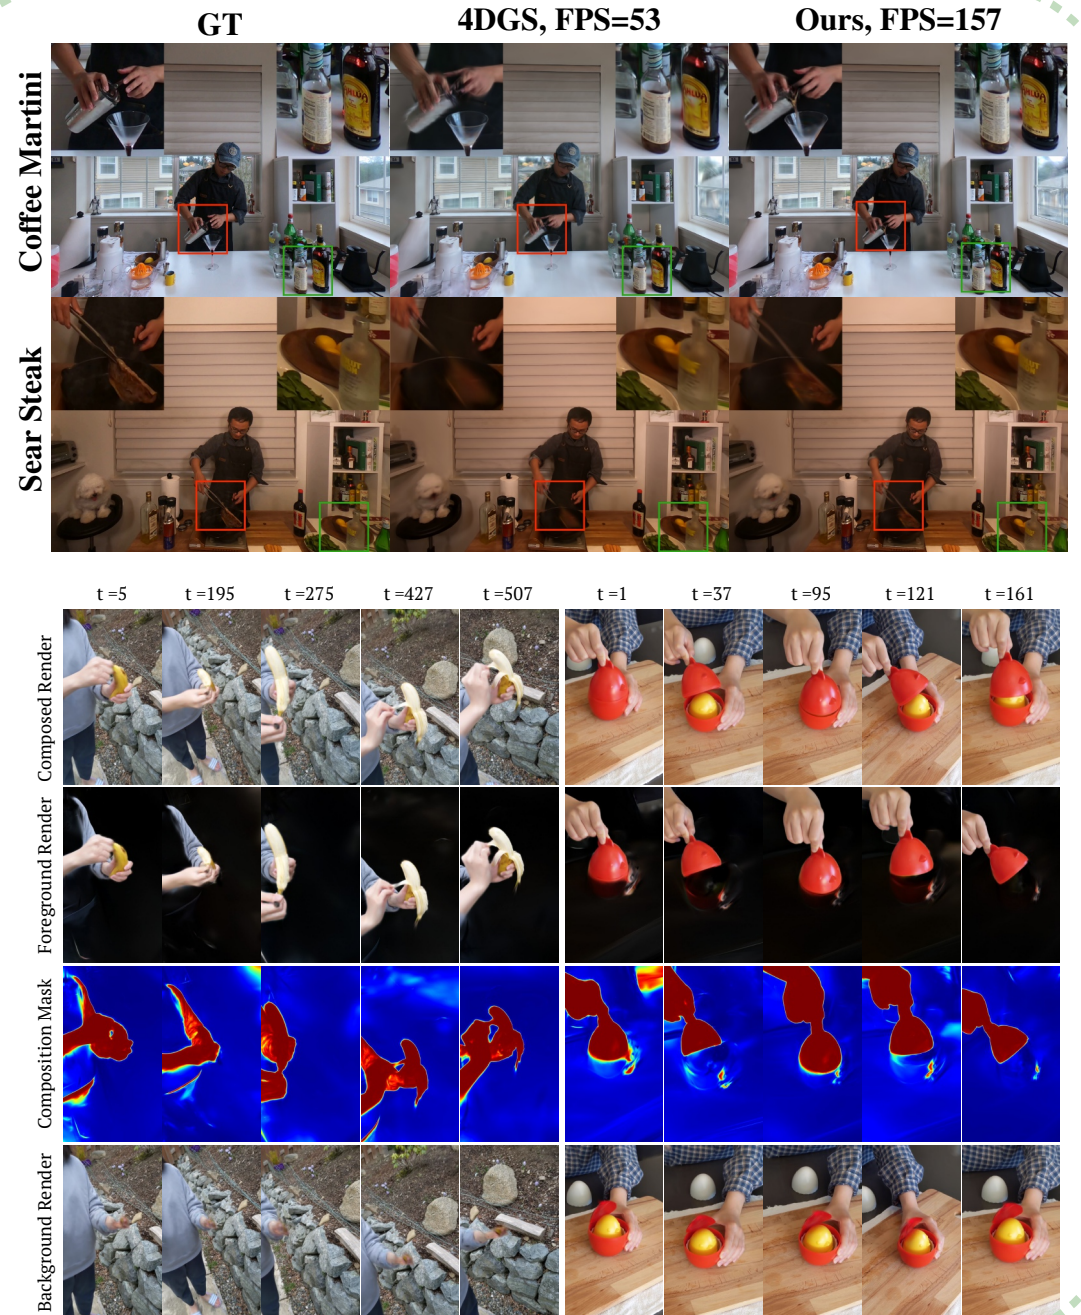 GT
4DGS, FPS=53
Ours, FPS=157
Coffee Martini
Sear Steak
t =5
t =195
t =275
t =427
t =507
t =1
t =37
t =95
t =121
t =161
Composed Render
Foreground Render
Composition Mask
Background Render